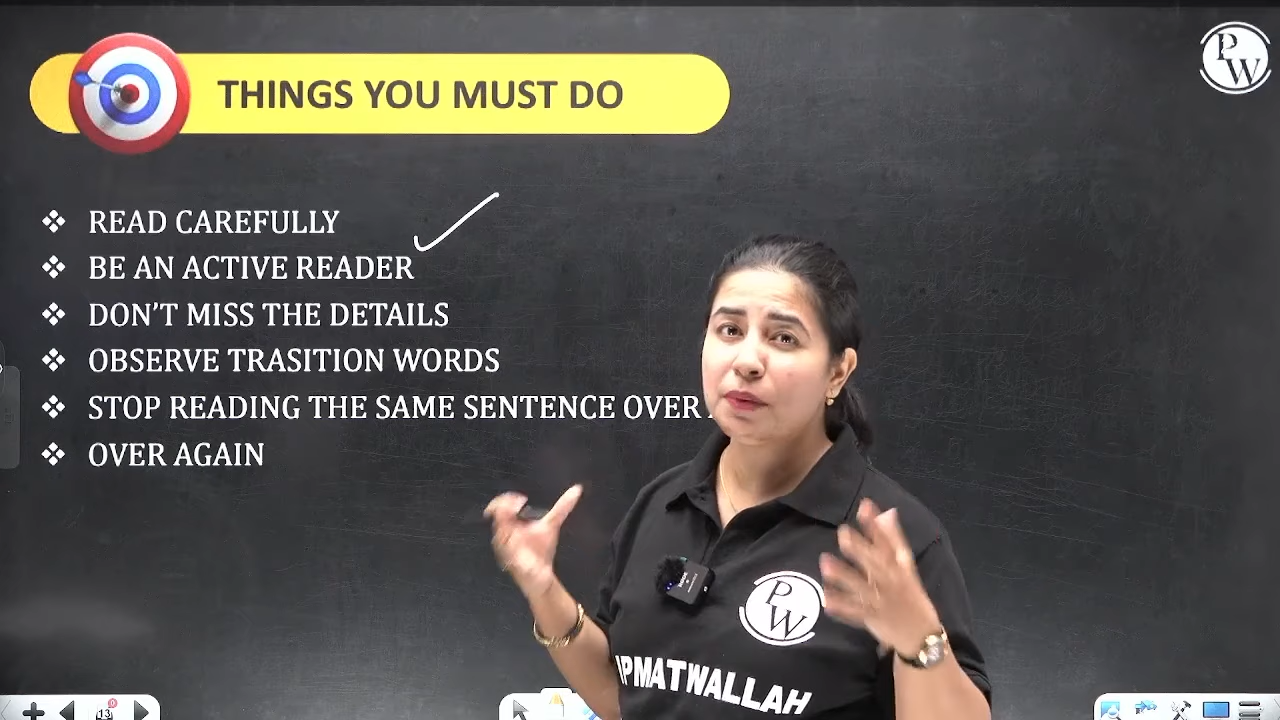 THINGS YOU MUST DO
PW
READ CAREFULLY
BE AN ACTIVE READER
DON'T MISS THE DETAILS
OBSERVE TRASITION WORDS
STOP READING THE SAME SENTENCE OVER
OVER AGAIN
PW
IPMATWALLAH
13